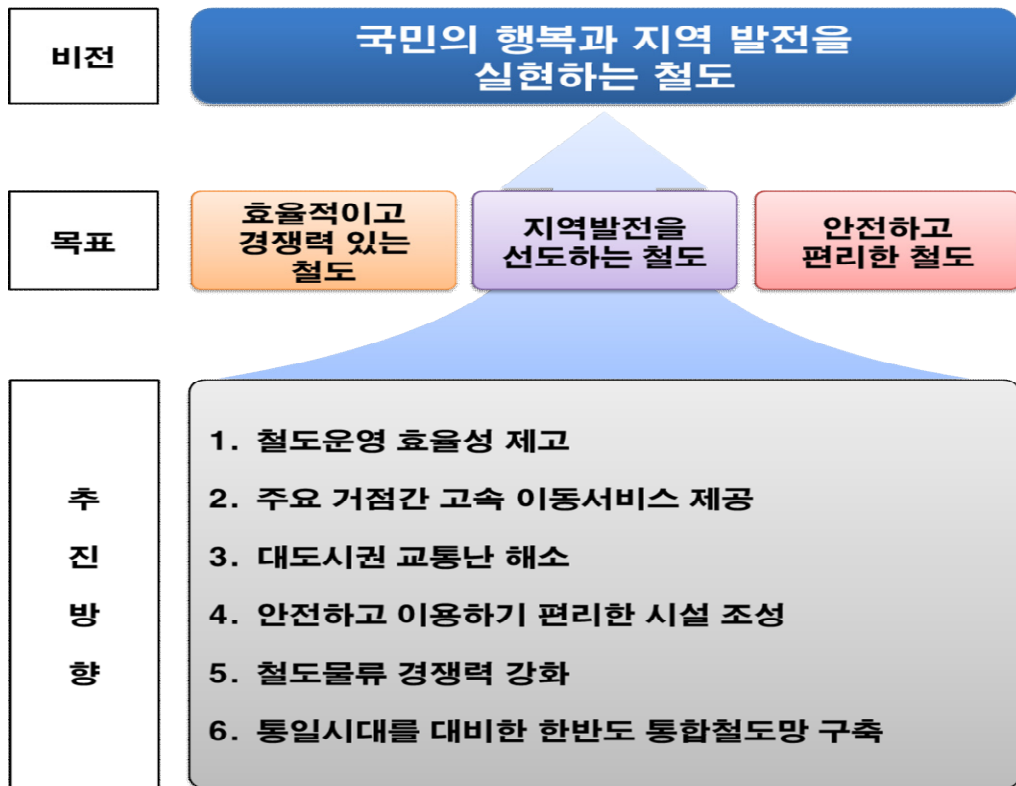 비전
국민의 행복과 지역 발전을
실현하는 철도
목표
효율적이고
경쟁력 있는
철도
지역발전을
선도하는 철도
안전하고
편리한 철도
추
진
방
향
1. 철도운영 효율성 제고
2. 주요 거점간 고속 이동서비스 제공
3. 대도시권 교통난 해소
4. 안전하고 이용하기 편리한 시설 조성
5. 철도물류 경쟁력 강화
6. 통일시대를 대비한 한반도 통합철도망 구축